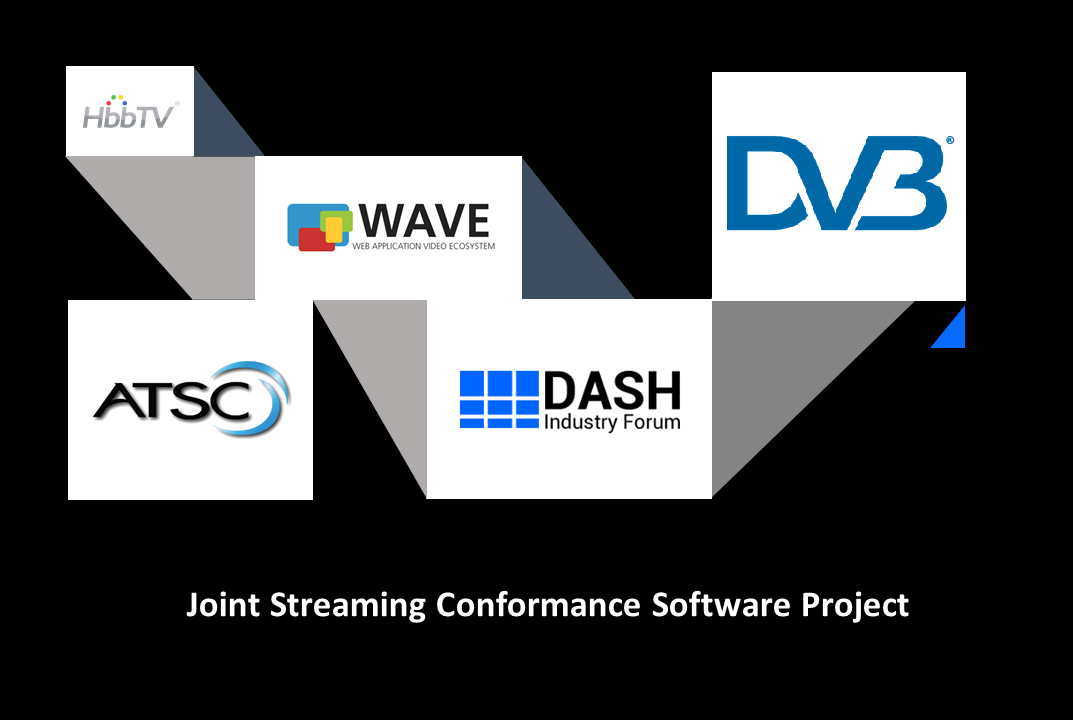 HbbTV®
WAVE
WEB APPLICATION VIDEO ECOSYSTEM
DVB®
ATSC
DASH
Industry Forum
Joint Streaming Conformance Software Project